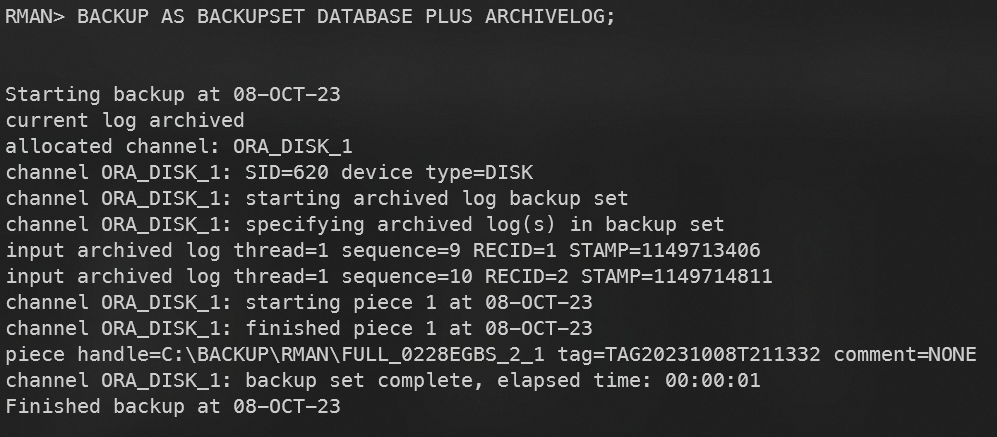 RMAN> BACKUP AS BACKUPSET DATABASE PLUS ARCHIVELOG;
Starting backup at 08-OCT-23
current log archived
allocated channel: ORA_DISK_1
channel ORA_DISK_1: SID=620 device type=DISK
channel ORA_DISK_1: starting archived log backup set
channel ORA_DISK_1: specifying archived log(s) in backup set
input archived log thread=1 sequence=9 RECID=1 STAMP=1149713406
input archived log thread=1 sequence=10 RECID=2 STAMP=1149714811
channel ORA_DISK_1: starting piece 1 at 08-OCT-23
channel ORA_DISK_1: finished piece 1 at 08-OCT-23
piece handle=C:\BACKUP\RMAN\FULL_0228EGBS_2_1 tag=TAG20231008T211332 comment=NONE
channel ORA_DISK_1: backup set complete, elapsed time: 00:00:01
Finished backup at 08-OCT-23